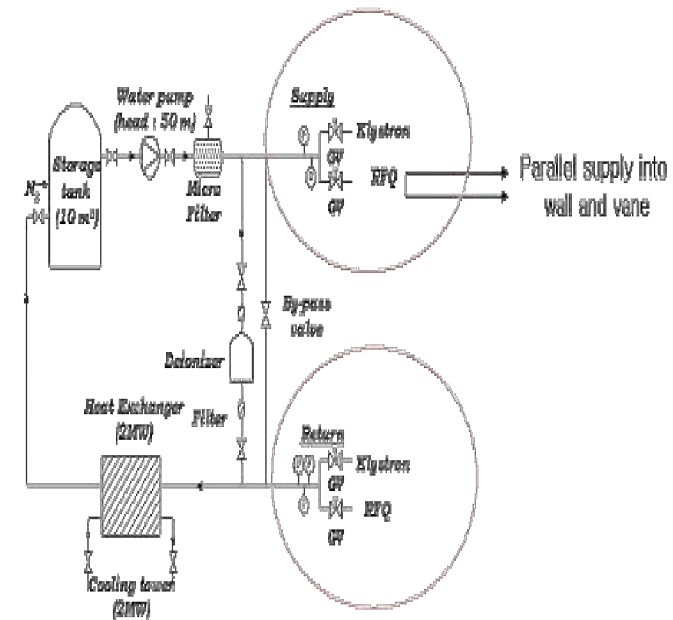 Water pump
(head : 50 m)
Storage
tank
(10 m³)
N₂
Micro
Filter
Supply
Klystron
GV
RFQ
GV
Parallel supply into
wall and vane
By-pass
valve
Deionizer
Filter
Heat Exchanger
(2MW)
Return
Klystron
GV
RFQ
GV
Cooling tower
(2MW)